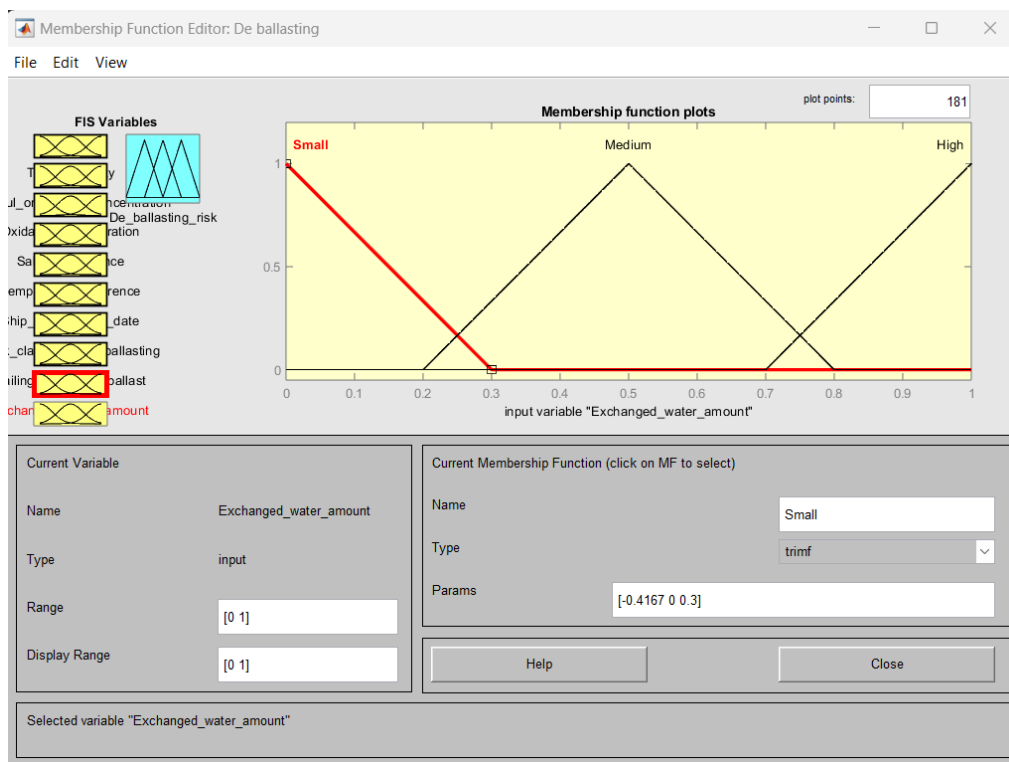 Membership Function Editor: De ballasting
File Edit View
FIS Variables
De_ballasting_risk
Membership function plots
plot points:
181
Small
Medium
High
1
0.5
0
0 0.1 0.2 0.3 0.4 0.5 0.6 0.7 0.8 0.9 1
input variable "Exchanged_water_amount"
Current Variable
Name Exchanged_water_amount
Type input
Range [0 1]
Display Range [0 1]
Current Membership Function (click on MF to select)
Name Small
Type trimf
Params [-0.4167 0 0.3]
Help Close
Selected variable "Exchanged_water_amount"